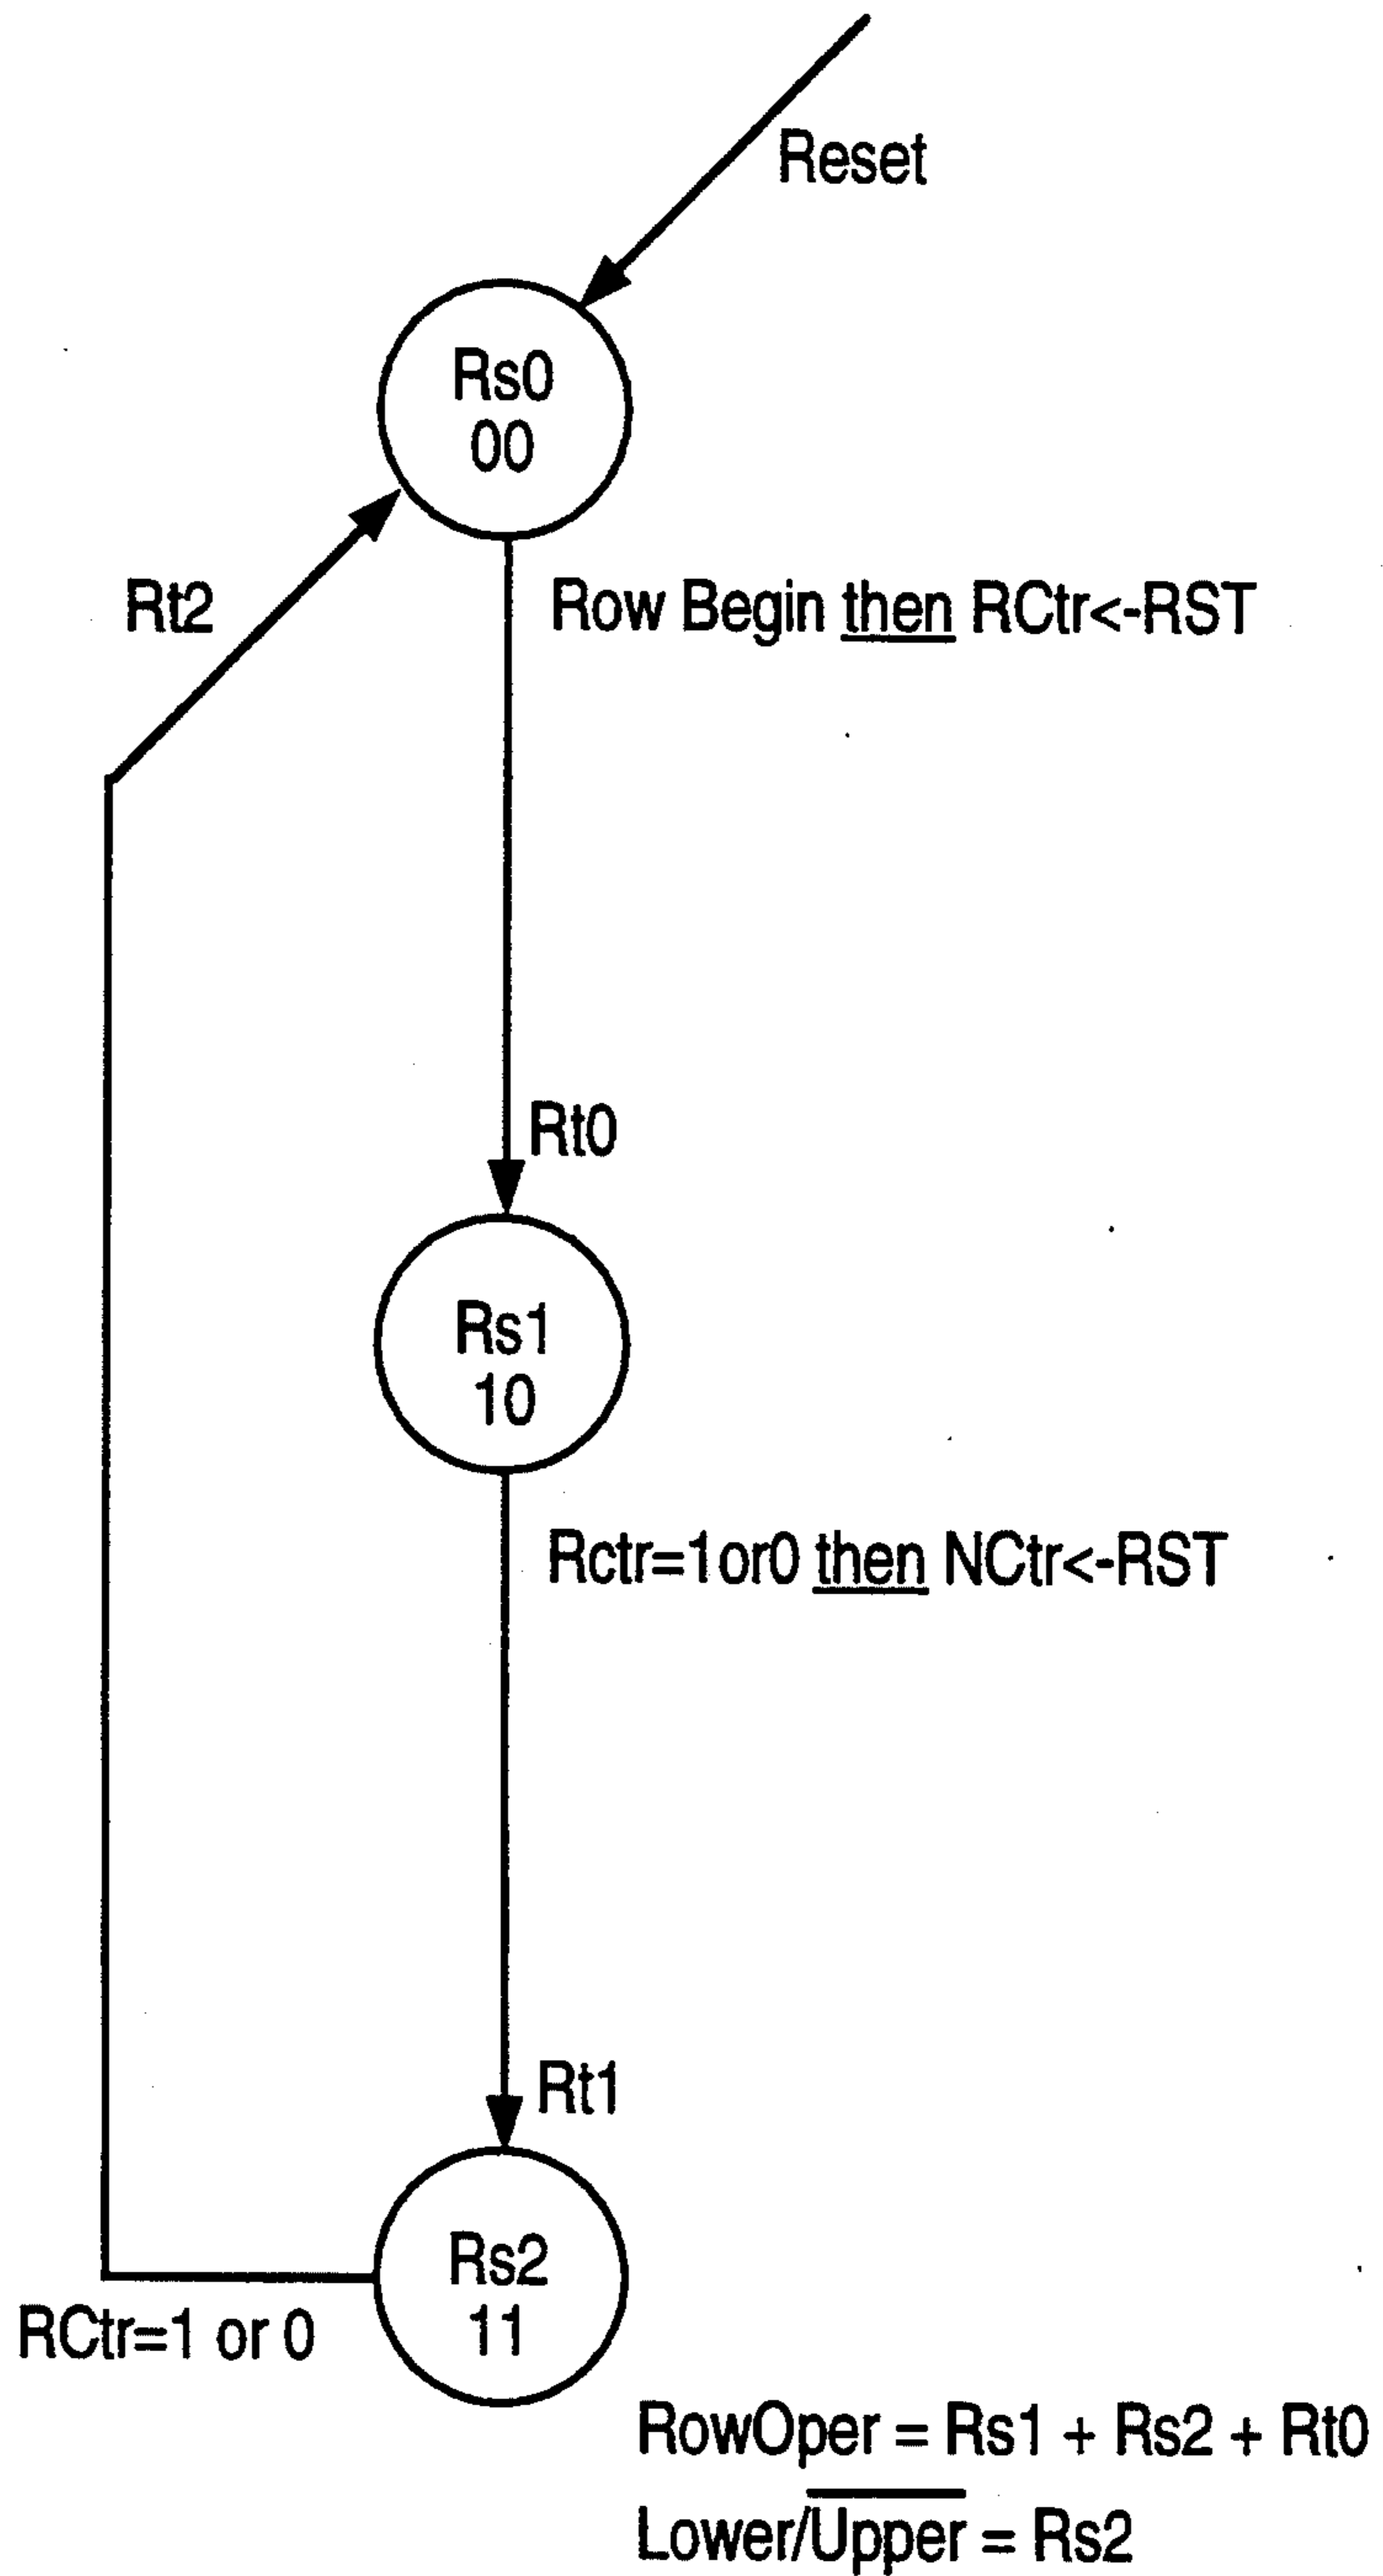 Reset
Rs0
00
Rt2
Row Begin then RCtr<-RST
Rt0
Rs1
10
Rctr=1or0 then NCtr<-RST
Rt1
Rs2
11
RCtr=1 or 0
RowOper = Rs1 + Rs2 + Rt0
Lower/Upper = Rs2